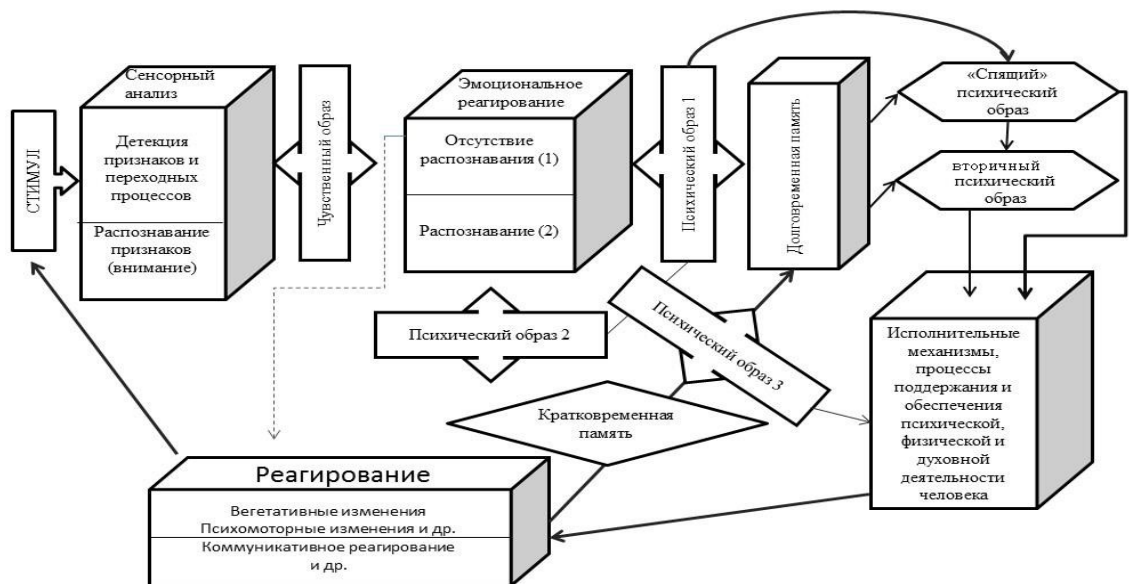 СТИМУЛ
Сенсорный
анализ
Детекция
признаков и
переходных
процессов
Распознавание
признаков
(внимание)
Чувственный образ
Эмоциональное
реагирование
Отсутствие
распознавания (1)
Распознавание (2)
Психический образ 1
Долговременная память
«Спящий»
психический
образ
вторичный
психический
образ
Психический образ 2
Психический образ 3
Кратковременная
память
Исполнительные
механизмы,
процессы
поддержания и
обеспечения
психической,
физической и
духовной
деятельности
человека
Реагирование
Вегетативные изменения
Психомоторные изменения и др.
Коммуникативное реагирование
и др.